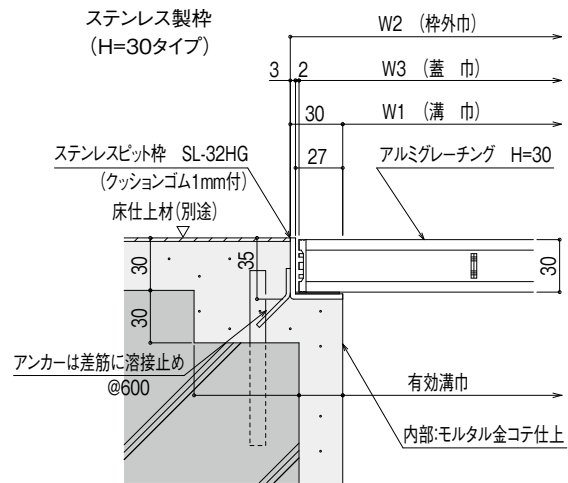 ステンレス製枠
(H=30タイプ)
W2 (枠外巾)
3 2 W3 (蓋 巾)
30 W1 (溝 巾)
27
ステンレスピット枠 SL-32HG
(クッションゴム1mm付)
アルミグレーチング H=30
床仕上材(別途)
30
35
30
30
アンカーは差筋に溶接止め
@600
有効溝巾
内部:モルタル金コテ仕上